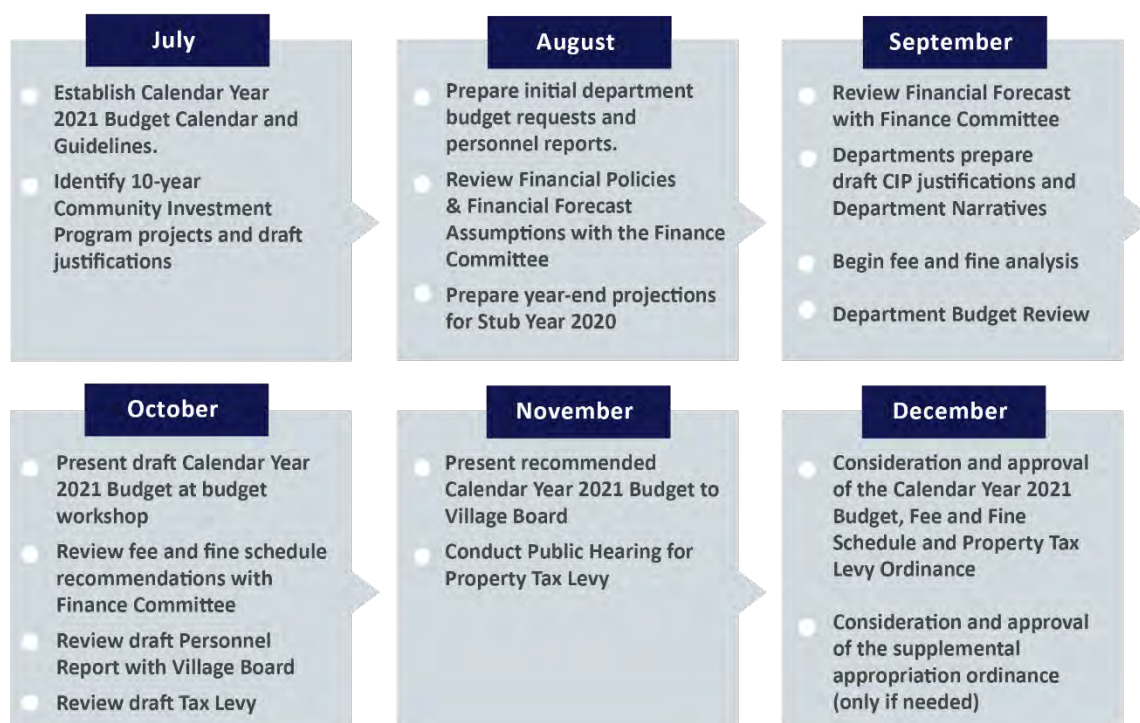 July
Establish Calendar Year
2021 Budget Calendar and
Guidelines.
Identify 10-year
Community Investment
Program projects and draft
justifications
August
Prepare initial department
budget requests and
personnel reports.
Review Financial Policies
& Financial Forecast
Assumptions with the Finance
Committee
Prepare year-end projections
for Stub Year 2020
September
Review Financial Forecast
with Finance Committee
Departments prepare
draft CIP justifications and
Department Narratives
Begin fee and fine analysis
Department Budget Review
October
Present draft Calendar Year
2021 Budget at budget
workshop
Review fee and fine schedule
recommendations with
Finance Committee
Review draft Personnel
Report with Village Board
Review draft Tax Levy
November
Present recommended
Calendar Year 2021 Budget to
Village Board
Conduct Public Hearing for
Property Tax Levy
December
Consideration and approval
of the Calendar Year 2021
Budget, Fee and Fine
Schedule and Property Tax
Levy Ordinance
Consideration and approval
of the supplemental
appropriation ordinance
(only if needed)